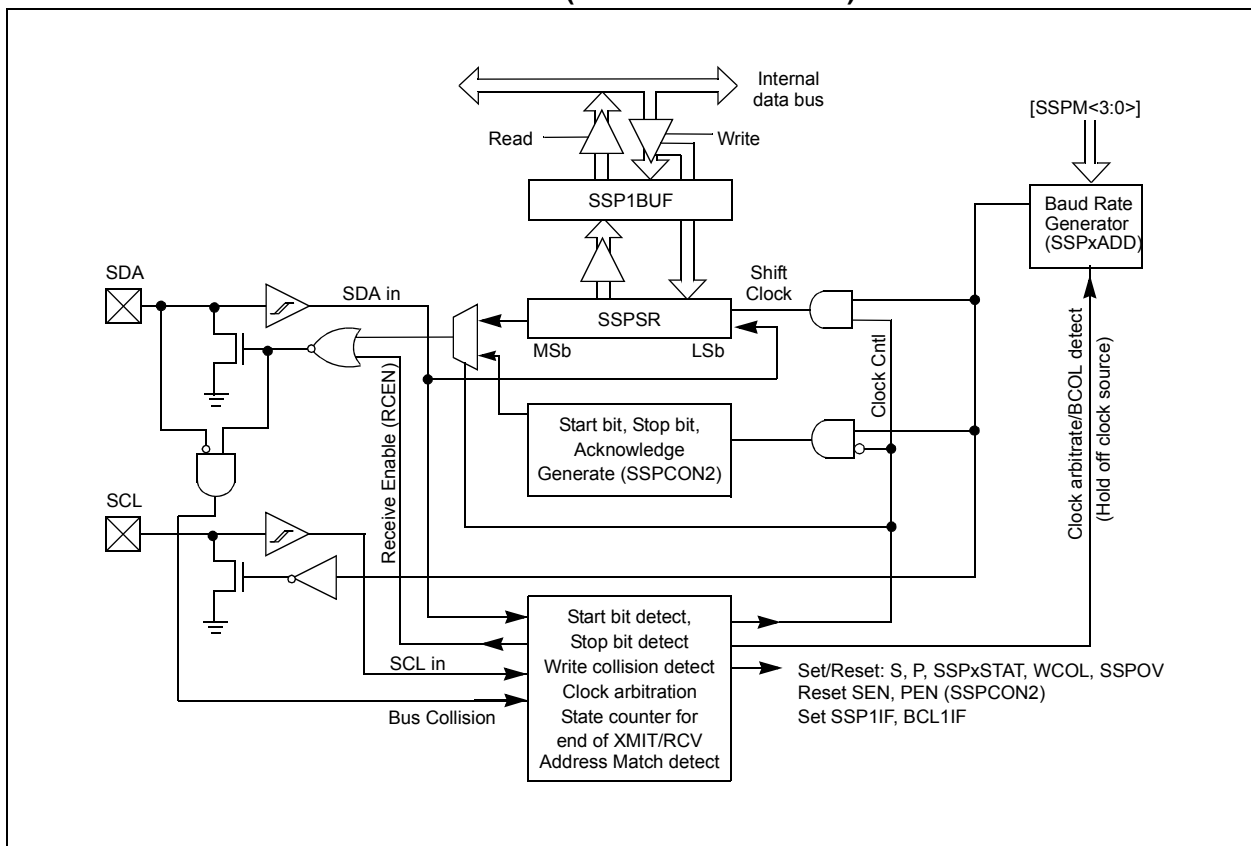 Internal
data bus
[SSPM<3:0>]
Read
Write
SSP1BUF
Baud Rate
Generator
(SSPxADD)
SDA
SDA in
Shift
Clock
SSPSR
MSb
LSb
Clock Cntl
Clock arbitrate/BCOL detect
(Hold off clock source)
Receive Enable (RCEN)
Start bit, Stop bit,
Acknowledge
Generate (SSPCON2)
SCL
SCL in
Bus Collision
Start bit detect,
Stop bit detect
Write collision detect
Clock arbitration
State counter for
end of XMIT/RCV
Address Match detect
Set/Reset: S, P, SSPxSTAT, WCOL, SSPOV
Reset SEN, PEN (SSPCON2)
Set SSP1IF, BCL1IF